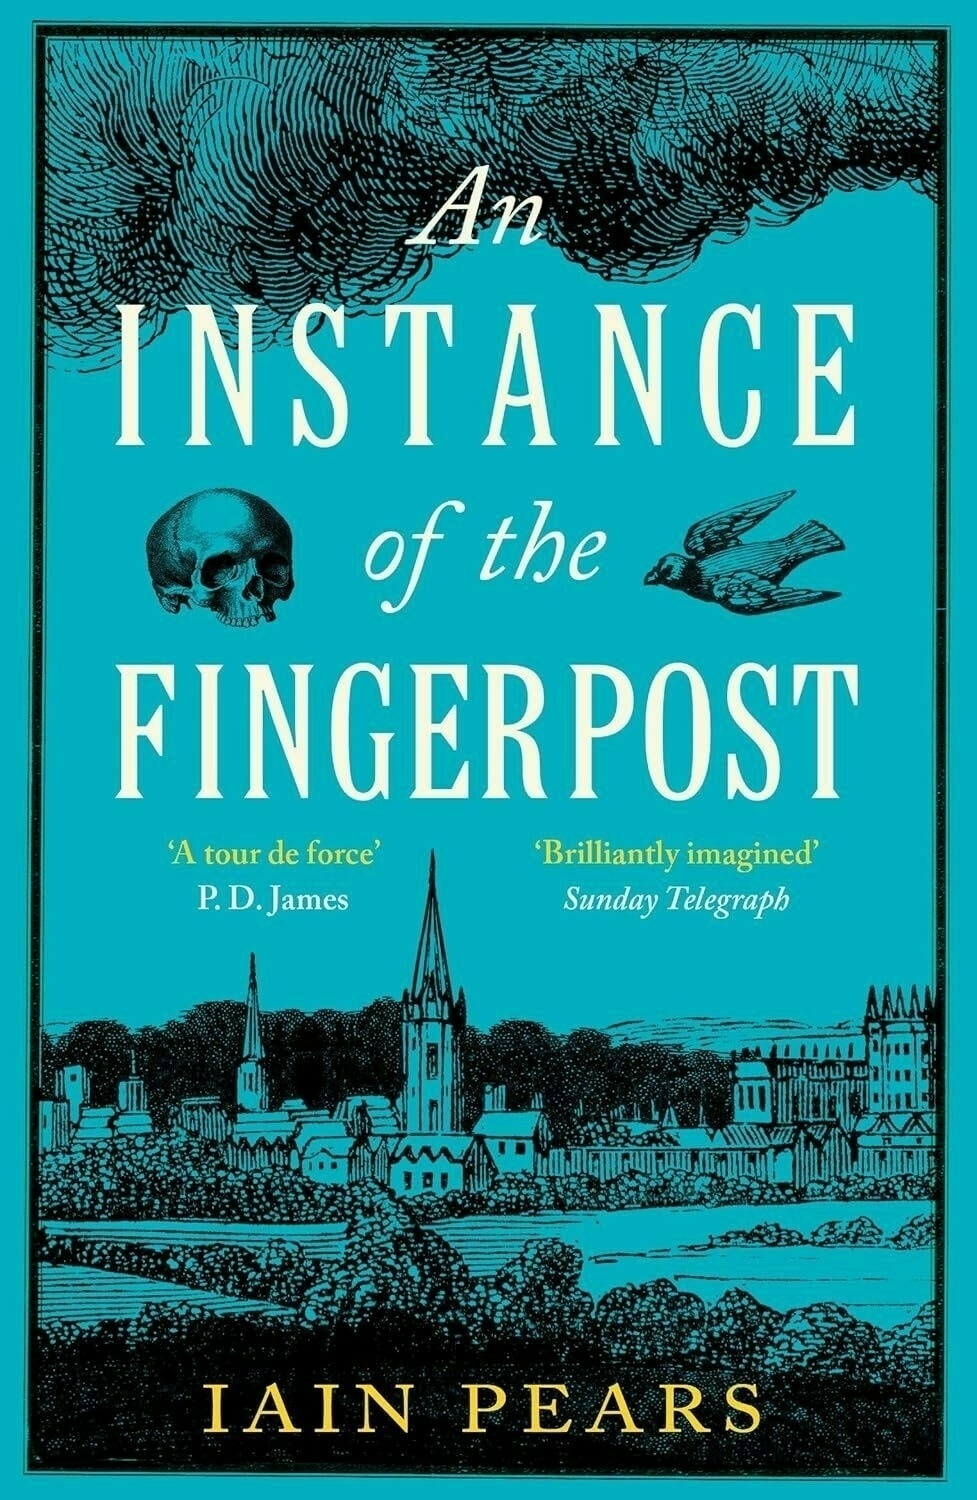 An
INSTANCE
of the
FINGERPOST
‘A tour de force’
P. D. James
‘Brilliantly imagined’
Sunday Telegraph
IAIN PEARS